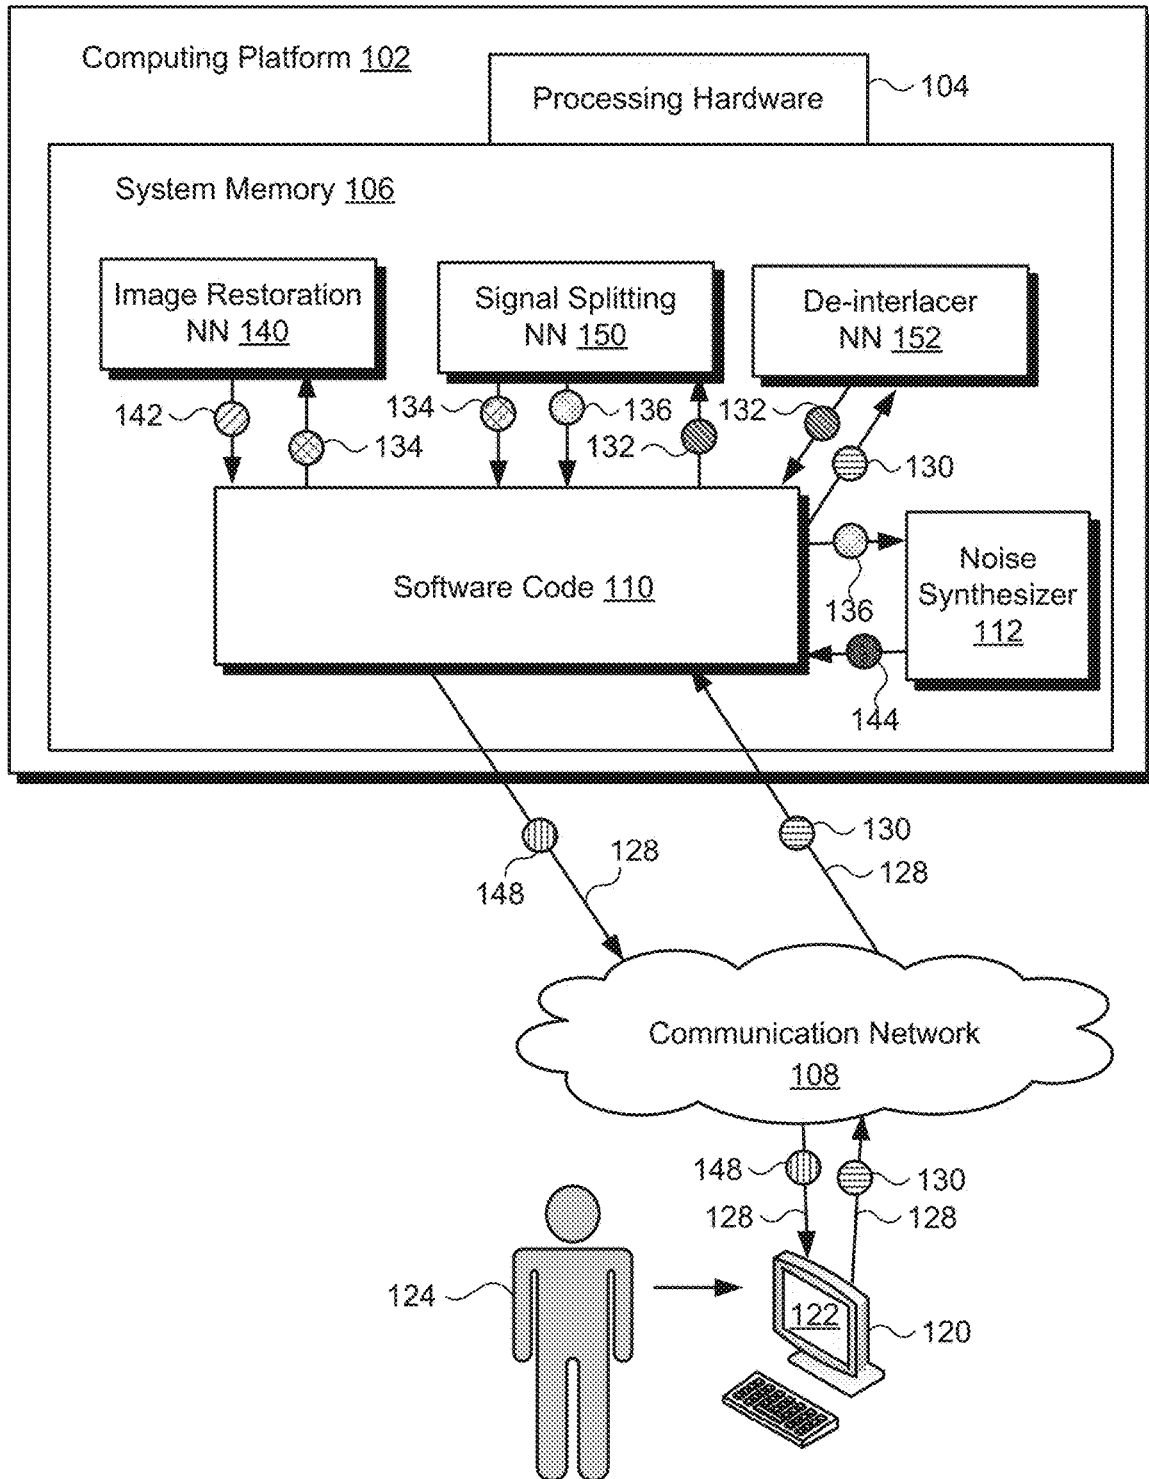 Computing Platform 102
Processing Hardware
104
System Memory 106
Image Restoration
NN 140
Signal Splitting
NN 150
De-interlacer
NN 152
142
134
134
136
132
132
130
Software Code 110
136
Noise
Synthesizer
112
144
148
128
130
128
Communication Network
108
148
128
130
128
124
122
120